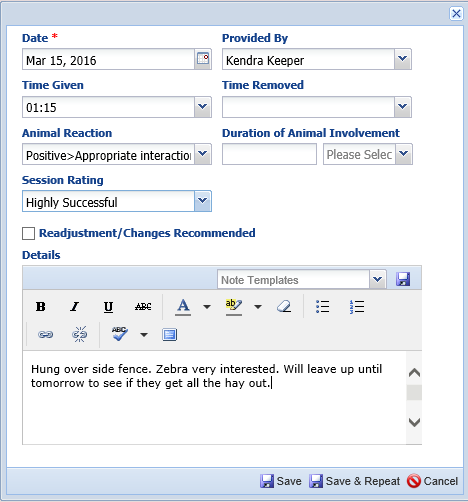 Date * Provided By
Mar 15, 2016 Kendra Keeper
Time Given Time Removed
01:15
Animal Reaction Duration of Animal Involvement
Positive>Appropriate interaction Please Selec
Session Rating
Highly Successful
Readjustment/Changes Recommended
Details
Note Templates
B I U ABC A ab
ABC
Hung over side fence. Zebra very interested. Will leave up until
tomorrow to see if they get all the hay out.
Save Save & Repeat Cancel